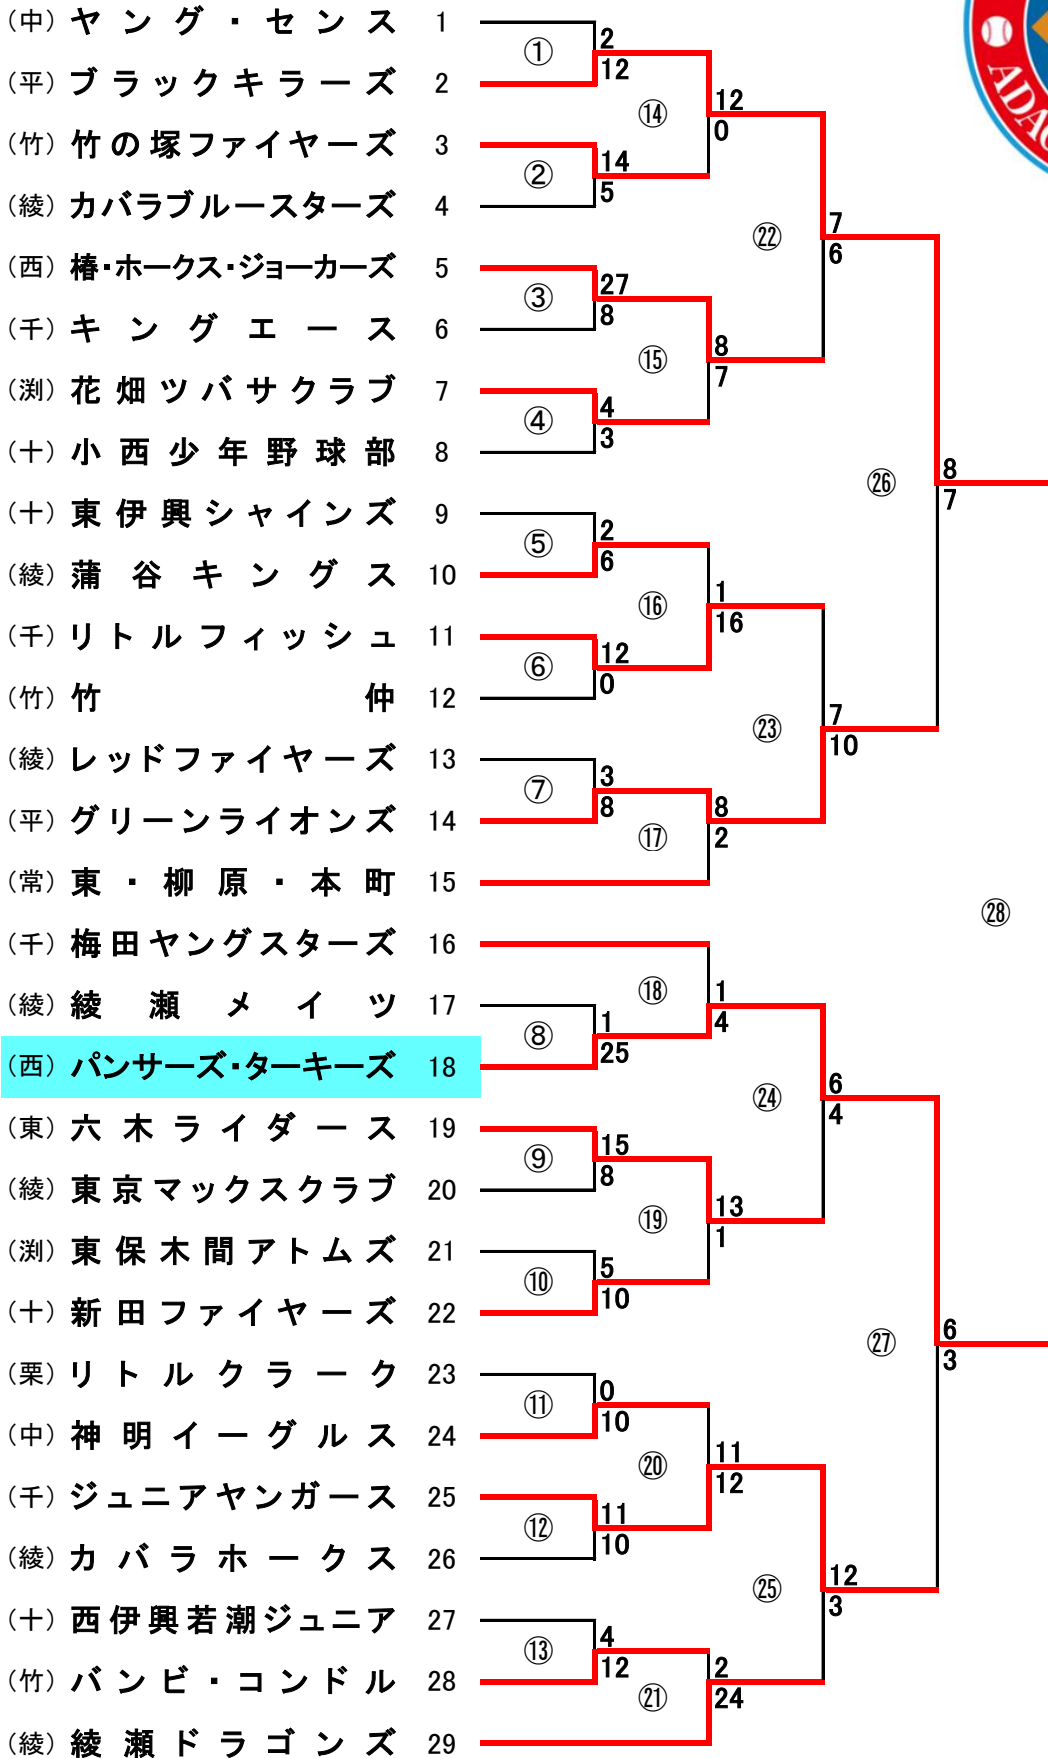 (中) ヤング・センス 1
2
①
12
(平) ブラックキラーズ 2
12
⑭
0
(竹) 竹の塚ファイヤーズ 3
14
②
5
(綾) カバラブルースターズ 4
7
㉒
6
(西) 椿・ホークス・ジョーカーズ 5
27
③
8
(千) キングエース 6
8
⑮
7
(渕) 花畑ツバサクラブ 7
4
④
3
(十) 小西少年野球部 8
8
㉖
7
(十) 東伊興シャインズ 9
2
⑤
6
(綾) 蒲谷キングス 10
1
⑯
16
(千) リトルフィッシュ 11
12
⑥
0
(竹) 竹仲 12
7
㉓
10
(綾) レッドファイヤーズ 13
3
⑦
8
(平) グリーンライオンズ 14
8
⑰
2
(常) 東・柳原・本町 15
㉘
(千) 梅田ヤングスターズ 16
1
⑱
4
(綾) 綾瀬メイツ 17
1
⑧
25
(西) パンサーズ・ターキーズ 18
6
㉔
4
(東) 六木ライダース 19
15
⑨
8
(綾) 東京マックスクラブ 20
13
⑲
1
(渕) 東保木間アトムズ 21
5
⑩
10
(十) 新田ファイヤーズ 22
6
㉗
3
(栗) リトルクラーク 23
0
⑪
10
(中) 神明イーグルス 24
11
⑳
12
(千) ジュニアヤンガース 25
11
⑫
10
(綾) カバラホークス 26
12
㉕
3
(十) 西伊興若潮ジュニア 27
4
⑬
12
(竹) バンビ・コンドル 28
2
㉑
24
(綾) 綾瀬ドラゴンズ 29